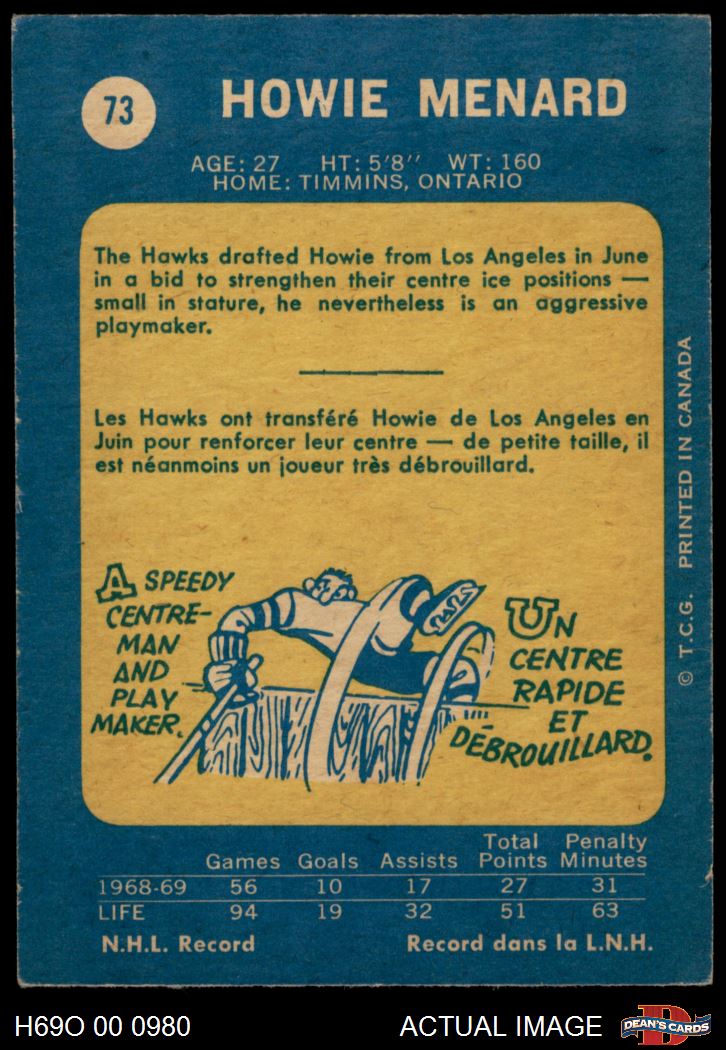 73
HOWIE MENARD
AGE: 27 HT: 5'8'' WT: 160
HOME: TIMMINS, ONTARIO
The Hawks drafted Howie from Los Angeles in June
in a bid to strengthen their centre ice positions —
small in stature, he nevertheless is an aggressive
playmaker.
Les Hawks ont transféré Howie de Los Angeles en
Juin pour renforcer leur centre — de petite taille, il
est néanmoins un joueur très débrouillard.
A SPEEDY
CENTRE-
MAN
AND
PLAY
MAKER.
UN
CENTRE
RAPIDE
ET
DÉBROUILLARD.
© T.C.G. PRINTED IN CANADA
Total Penalty
Games Goals Assists Points Minutes
1968-69 56 10 17 27 31
LIFE 94 19 32 51 63
N.H.L. Record Record dans la L.N.H.
H69O 00 0980 ACTUAL IMAGE
D
DEAN'S CARDS